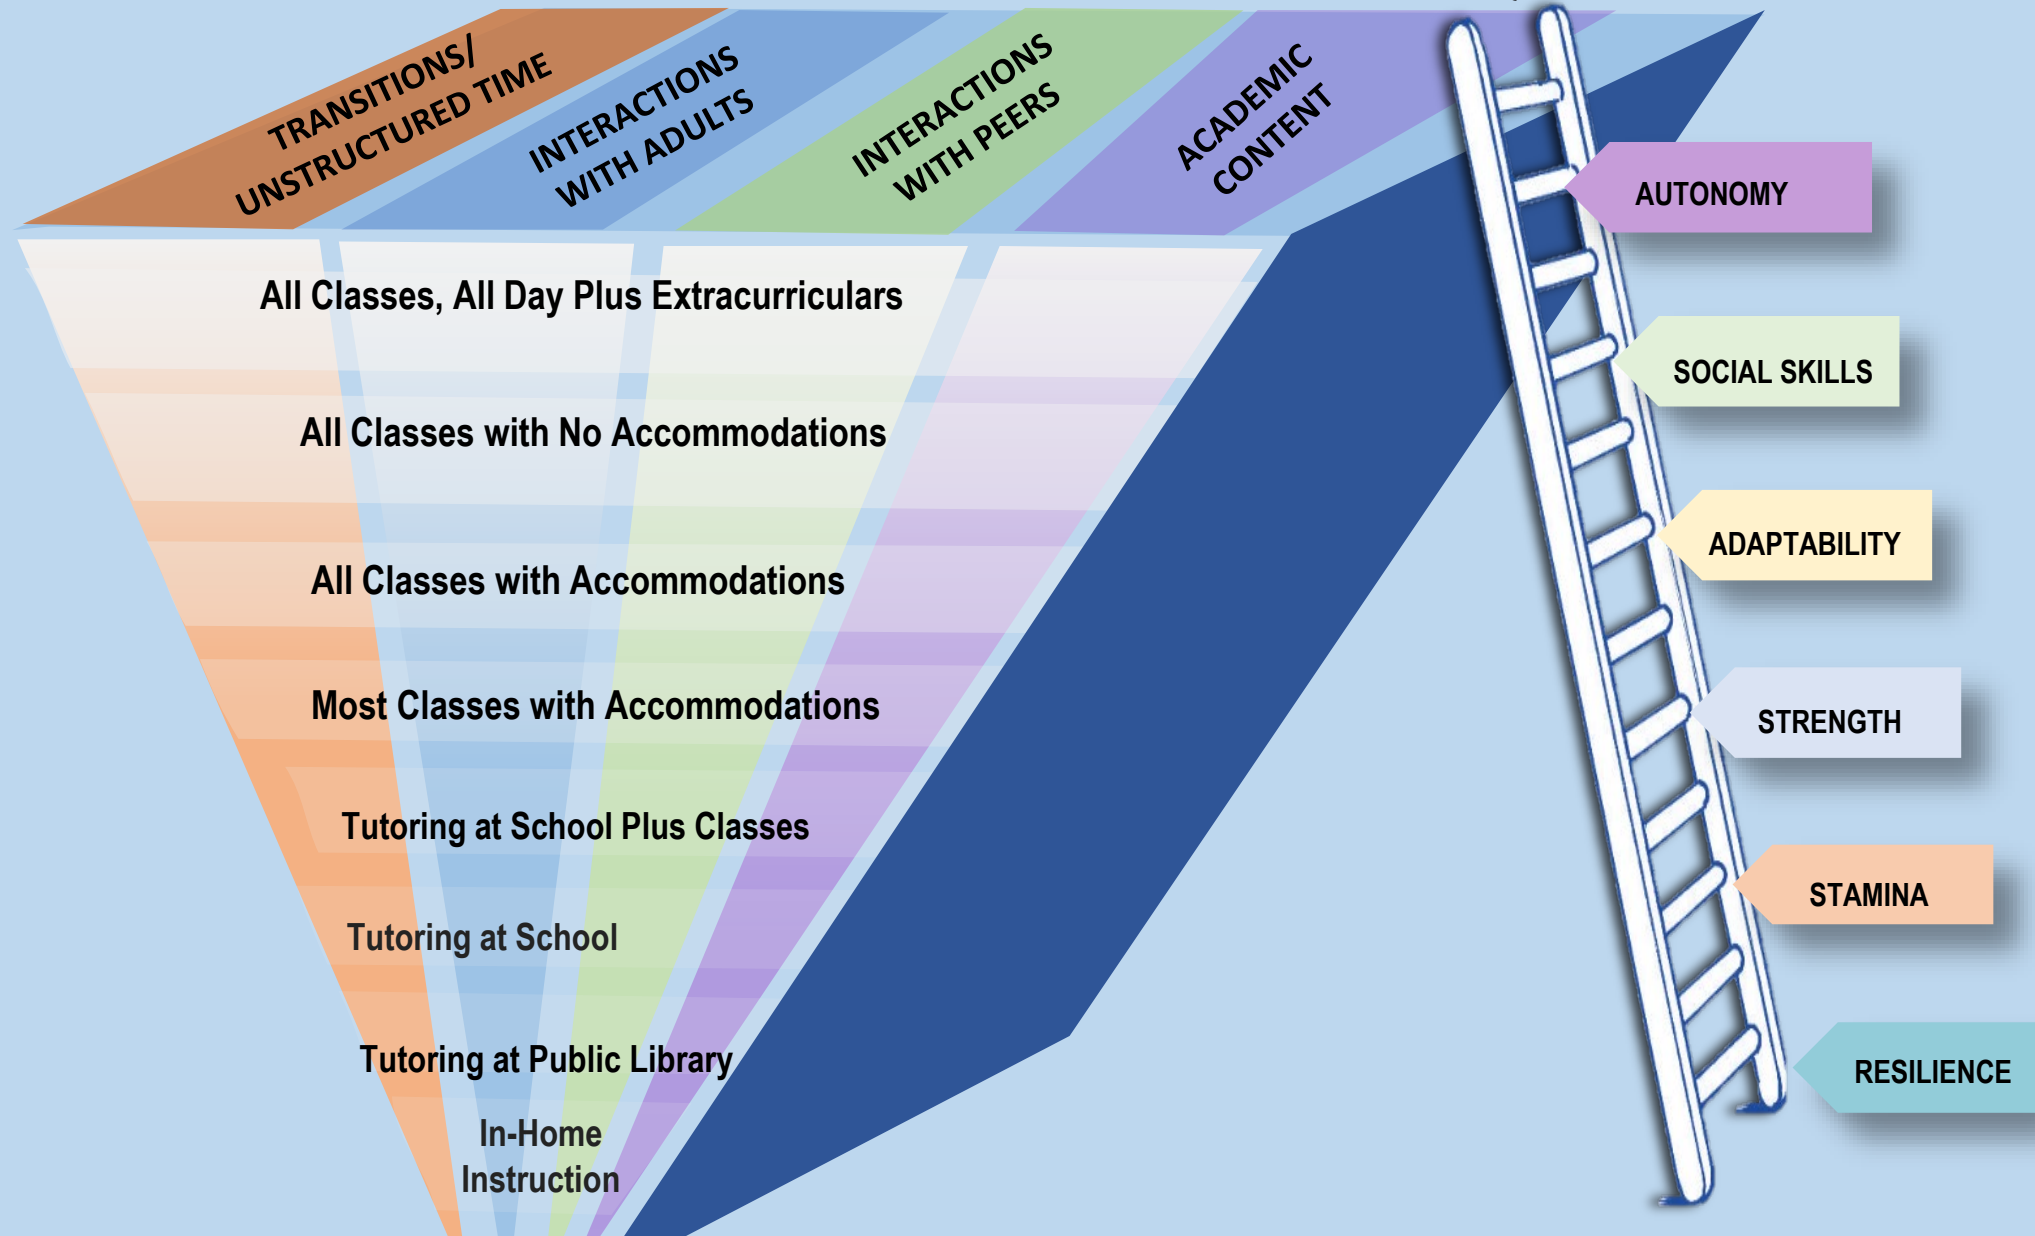 TRANSITIONS/
UNSTRUCTURED TIME
INTERACTIONS
WITH ADULTS
INTERACTIONS
WITH PEERS
ACADEMIC
CONTENT
All Classes, All Day Plus Extracurriculars
All Classes with No Accommodations
All Classes with Accommodations
Most Classes with Accommodations
Tutoring at School Plus Classes
Tutoring at School
Tutoring at Public Library
In-Home
Instruction
AUTONOMY
SOCIAL SKILLS
ADAPTABILITY
STRENGTH
STAMINA
RESILIENCE